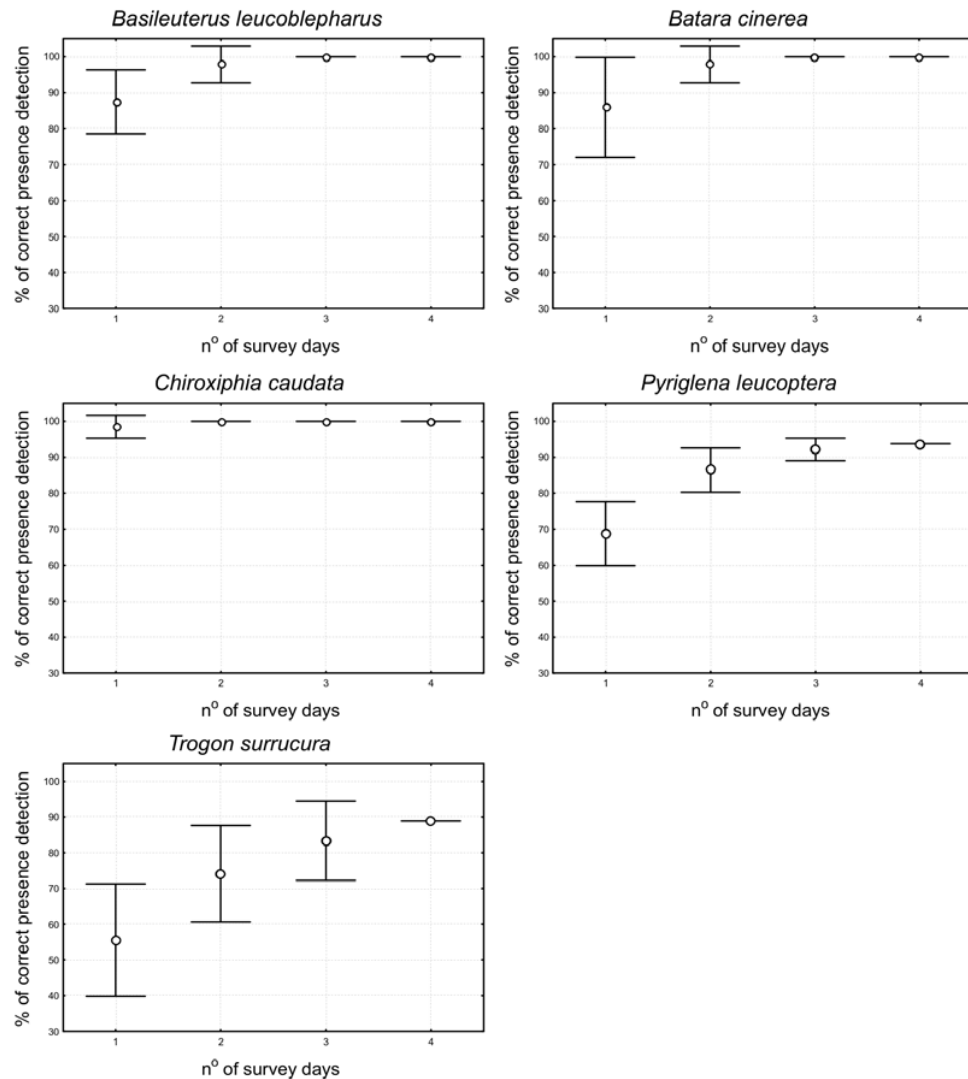 Basileuterus leucoblepharus
% of correct presence detection
100
90
80
70
60
50
40
30
1 2 3 4
nº of survey days
Batara cinerea
% of correct presence detection
100
90
80
70
60
50
40
30
1 2 3 4
nº of survey days
Chiroxiphia caudata
% of correct presence detection
100
90
80
70
60
50
40
30
1 2 3 4
nº of survey days
Pyriglena leucoptera
% of correct presence detection
100
90
80
70
60
50
40
30
1 2 3 4
nº of survey days
Trogon surrucura
% of correct presence detection
100
90
80
70
60
50
40
30
1 2 3 4
nº of survey days